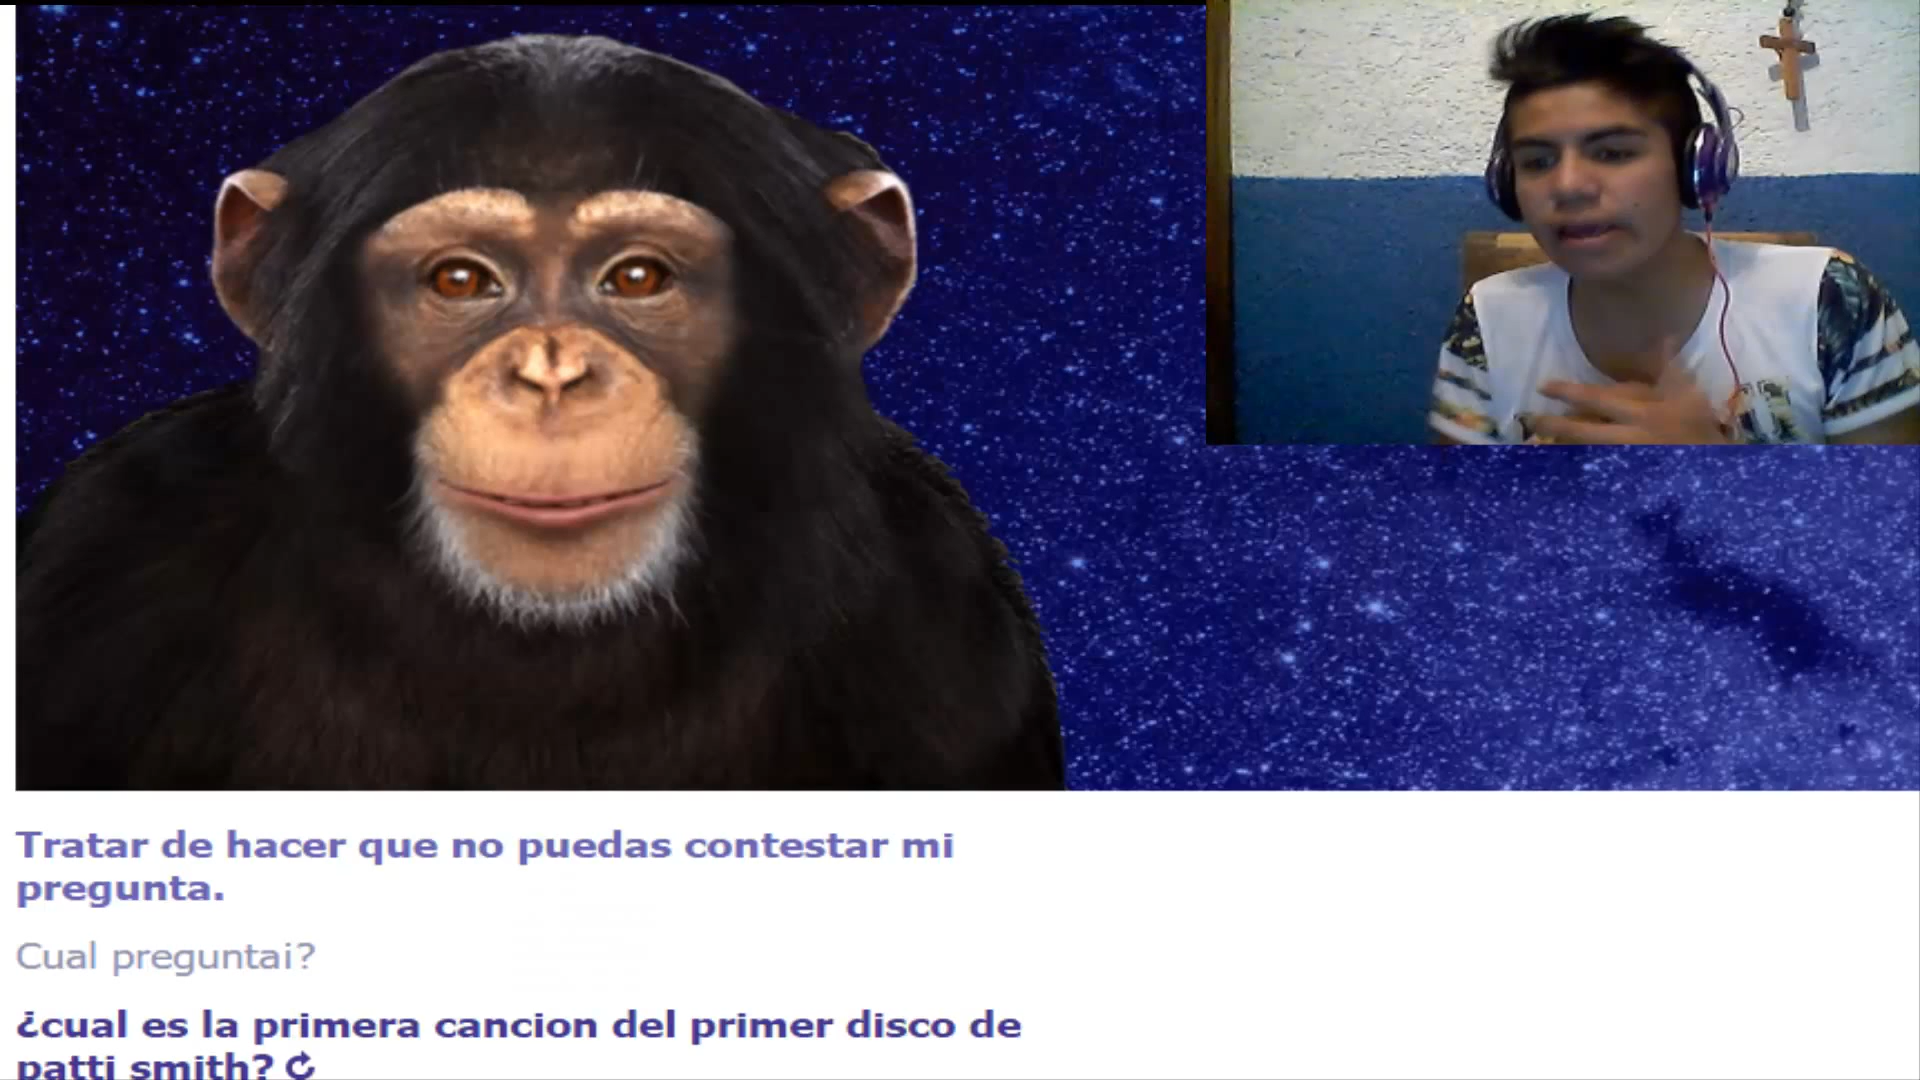 Tratar de hacer que no puedas contestar mi
pregunta.
Cual preguntai?
¿cual es la primera cancion del primer disco de
patti smith?